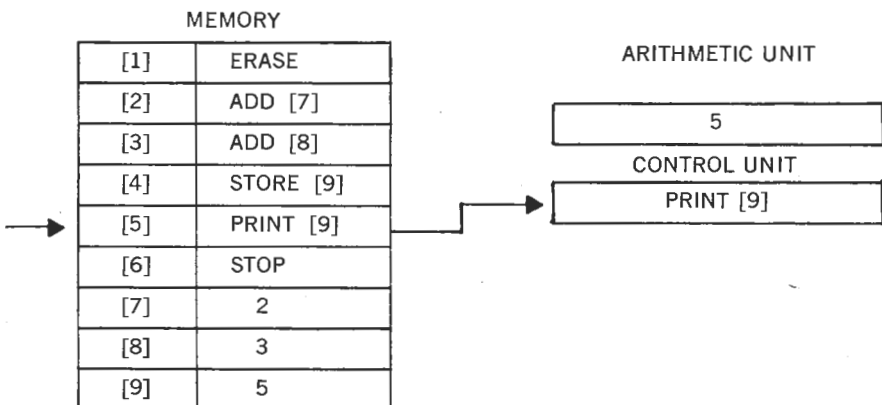 MEMORY
[1] ERASE
[2] ADD [7]
[3] ADD [8]
[4] STORE [9]
[5] PRINT [9]
[6] STOP
[7] 2
[8] 3
[9] 5
ARITHMETIC UNIT
5
CONTROL UNIT
PRINT [9]